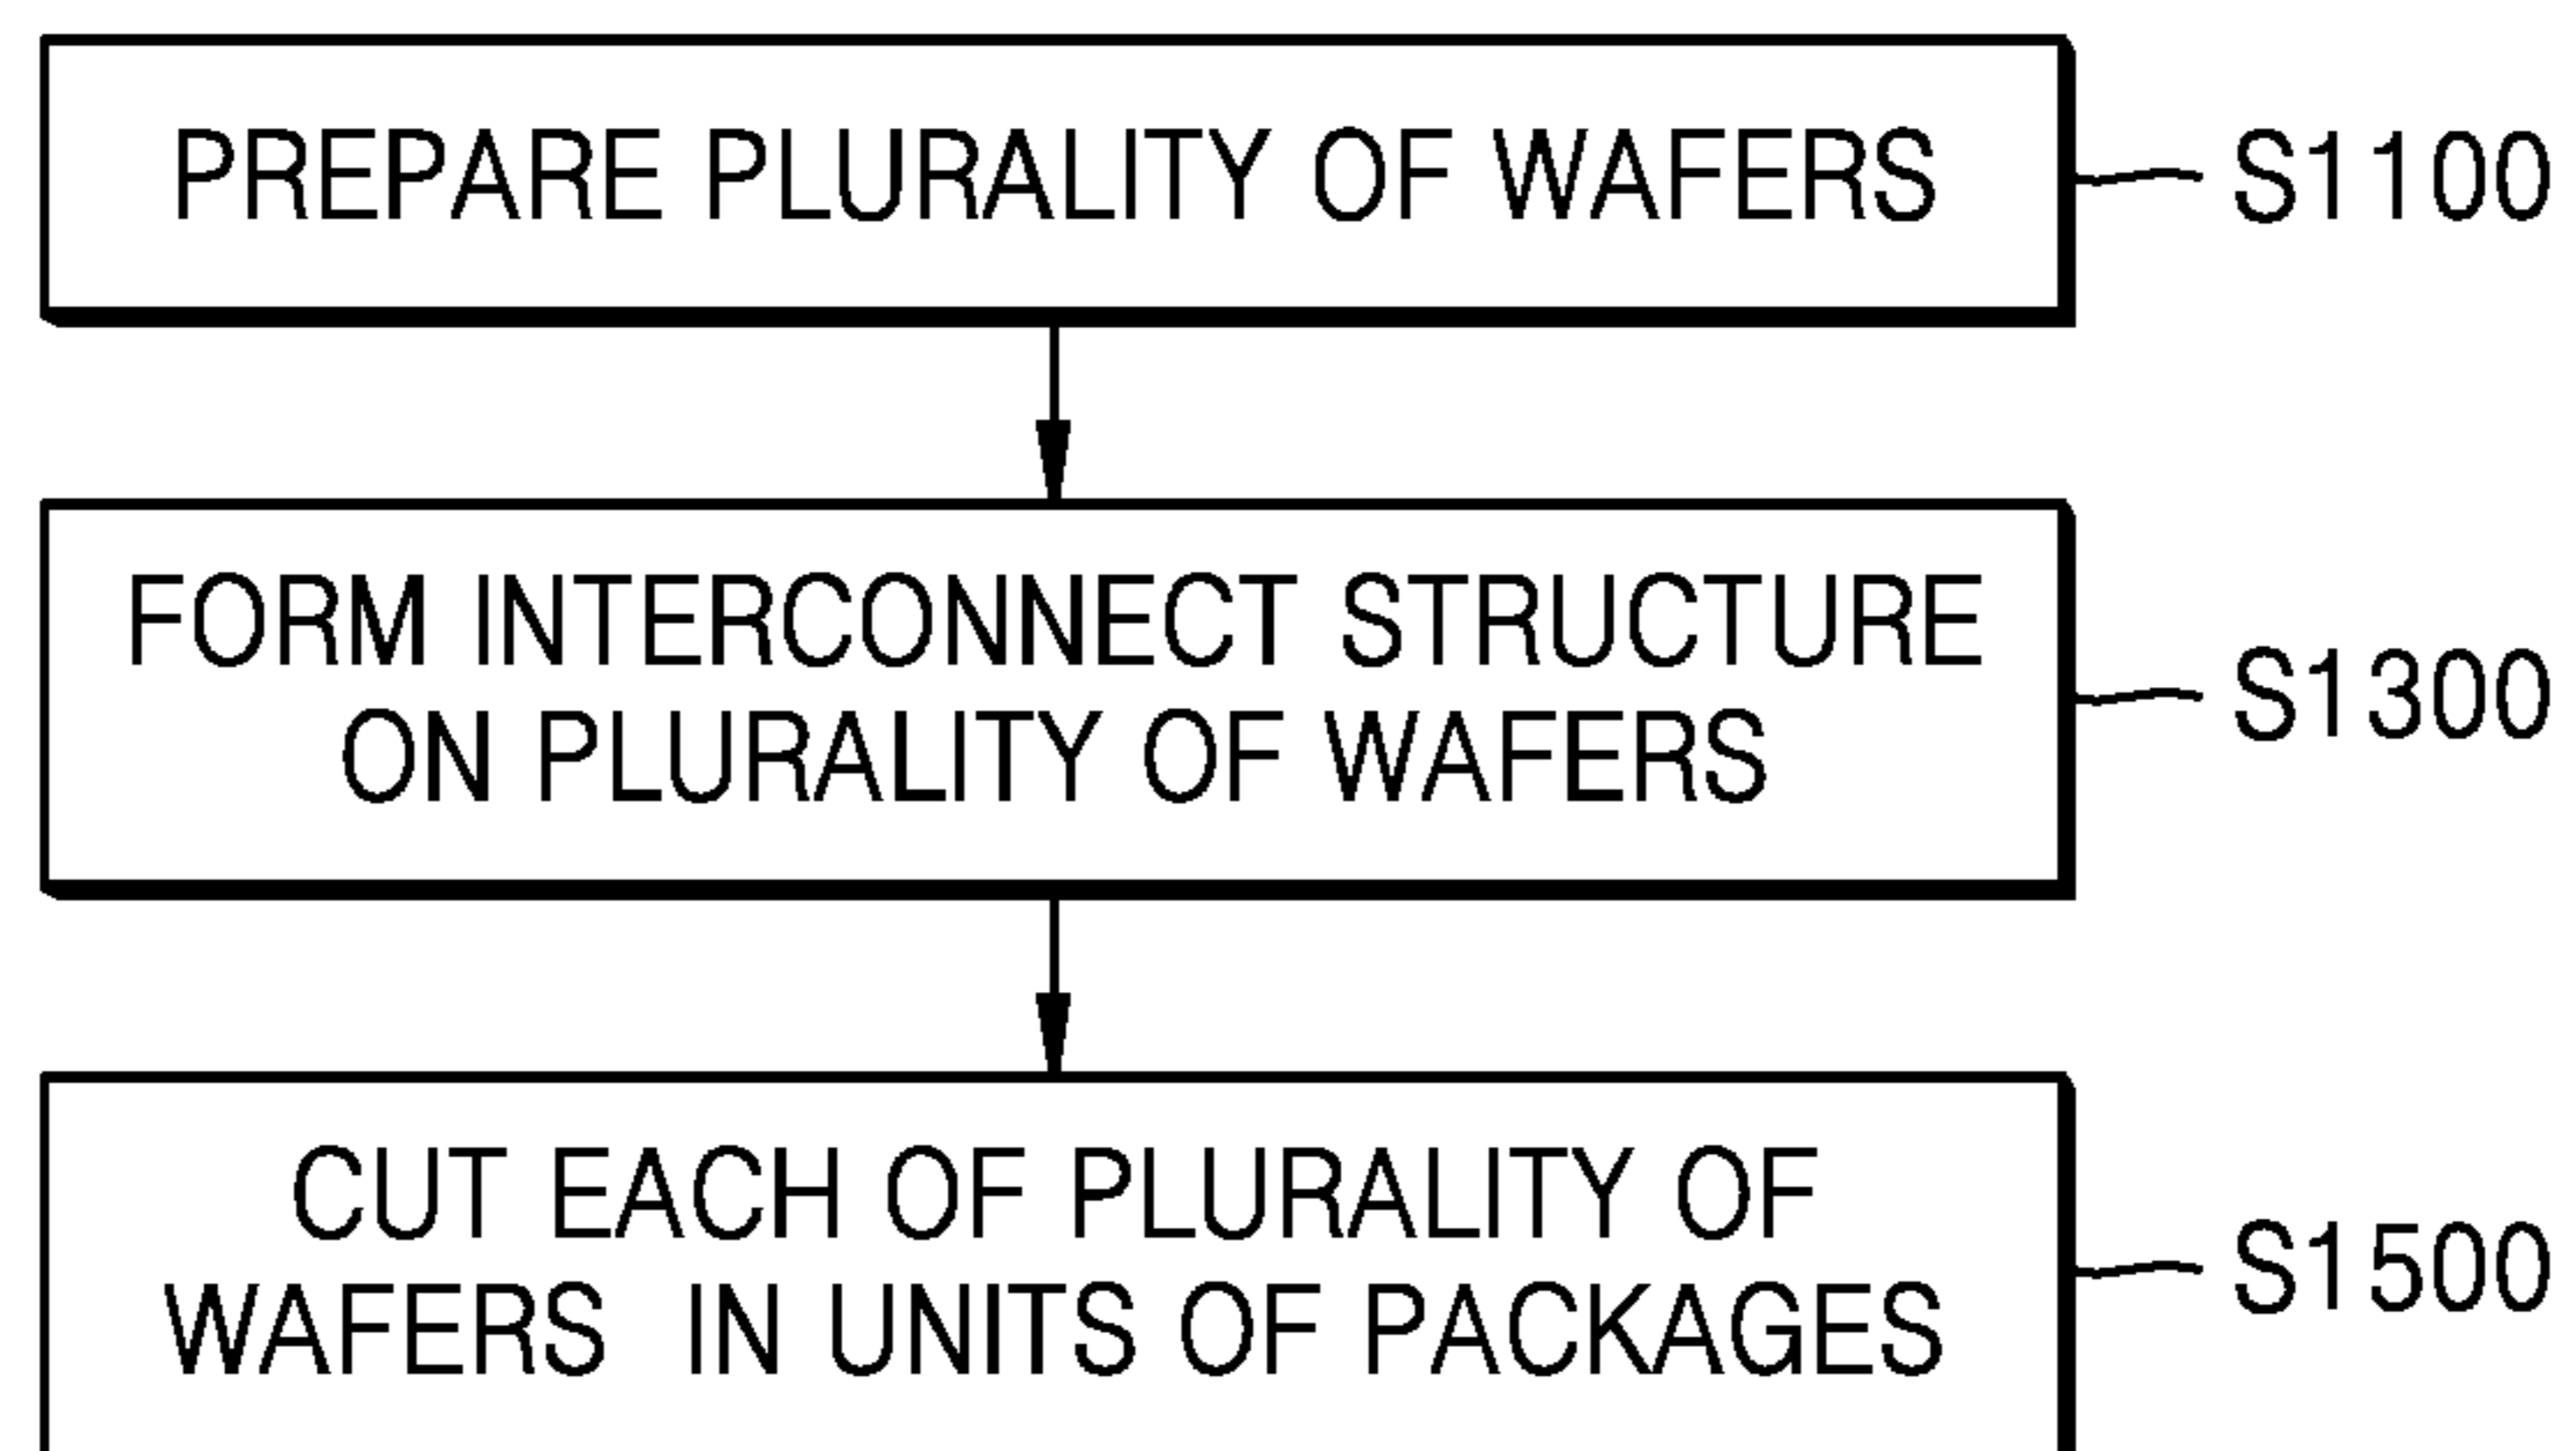 PREPARE PLURALITY OF WAFERS
S1100
FORM INTERCONNECT STRUCTURE
ON PLURALITY OF WAFERS
S1300
CUT EACH OF PLURALITY OF
WAFERS IN UNITS OF PACKAGES
S1500